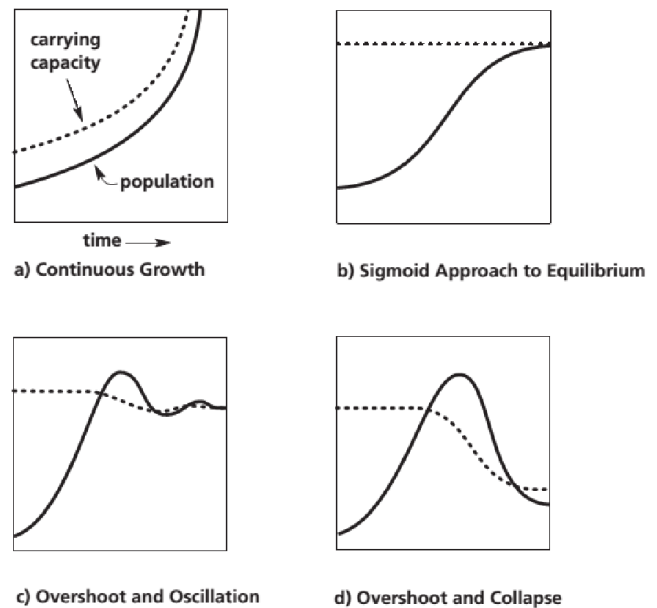 carrying
capacity
population
time
a) Continuous Growth
b) Sigmoid Approach to Equilibrium
c) Overshoot and Oscillation
d) Overshoot and Collapse